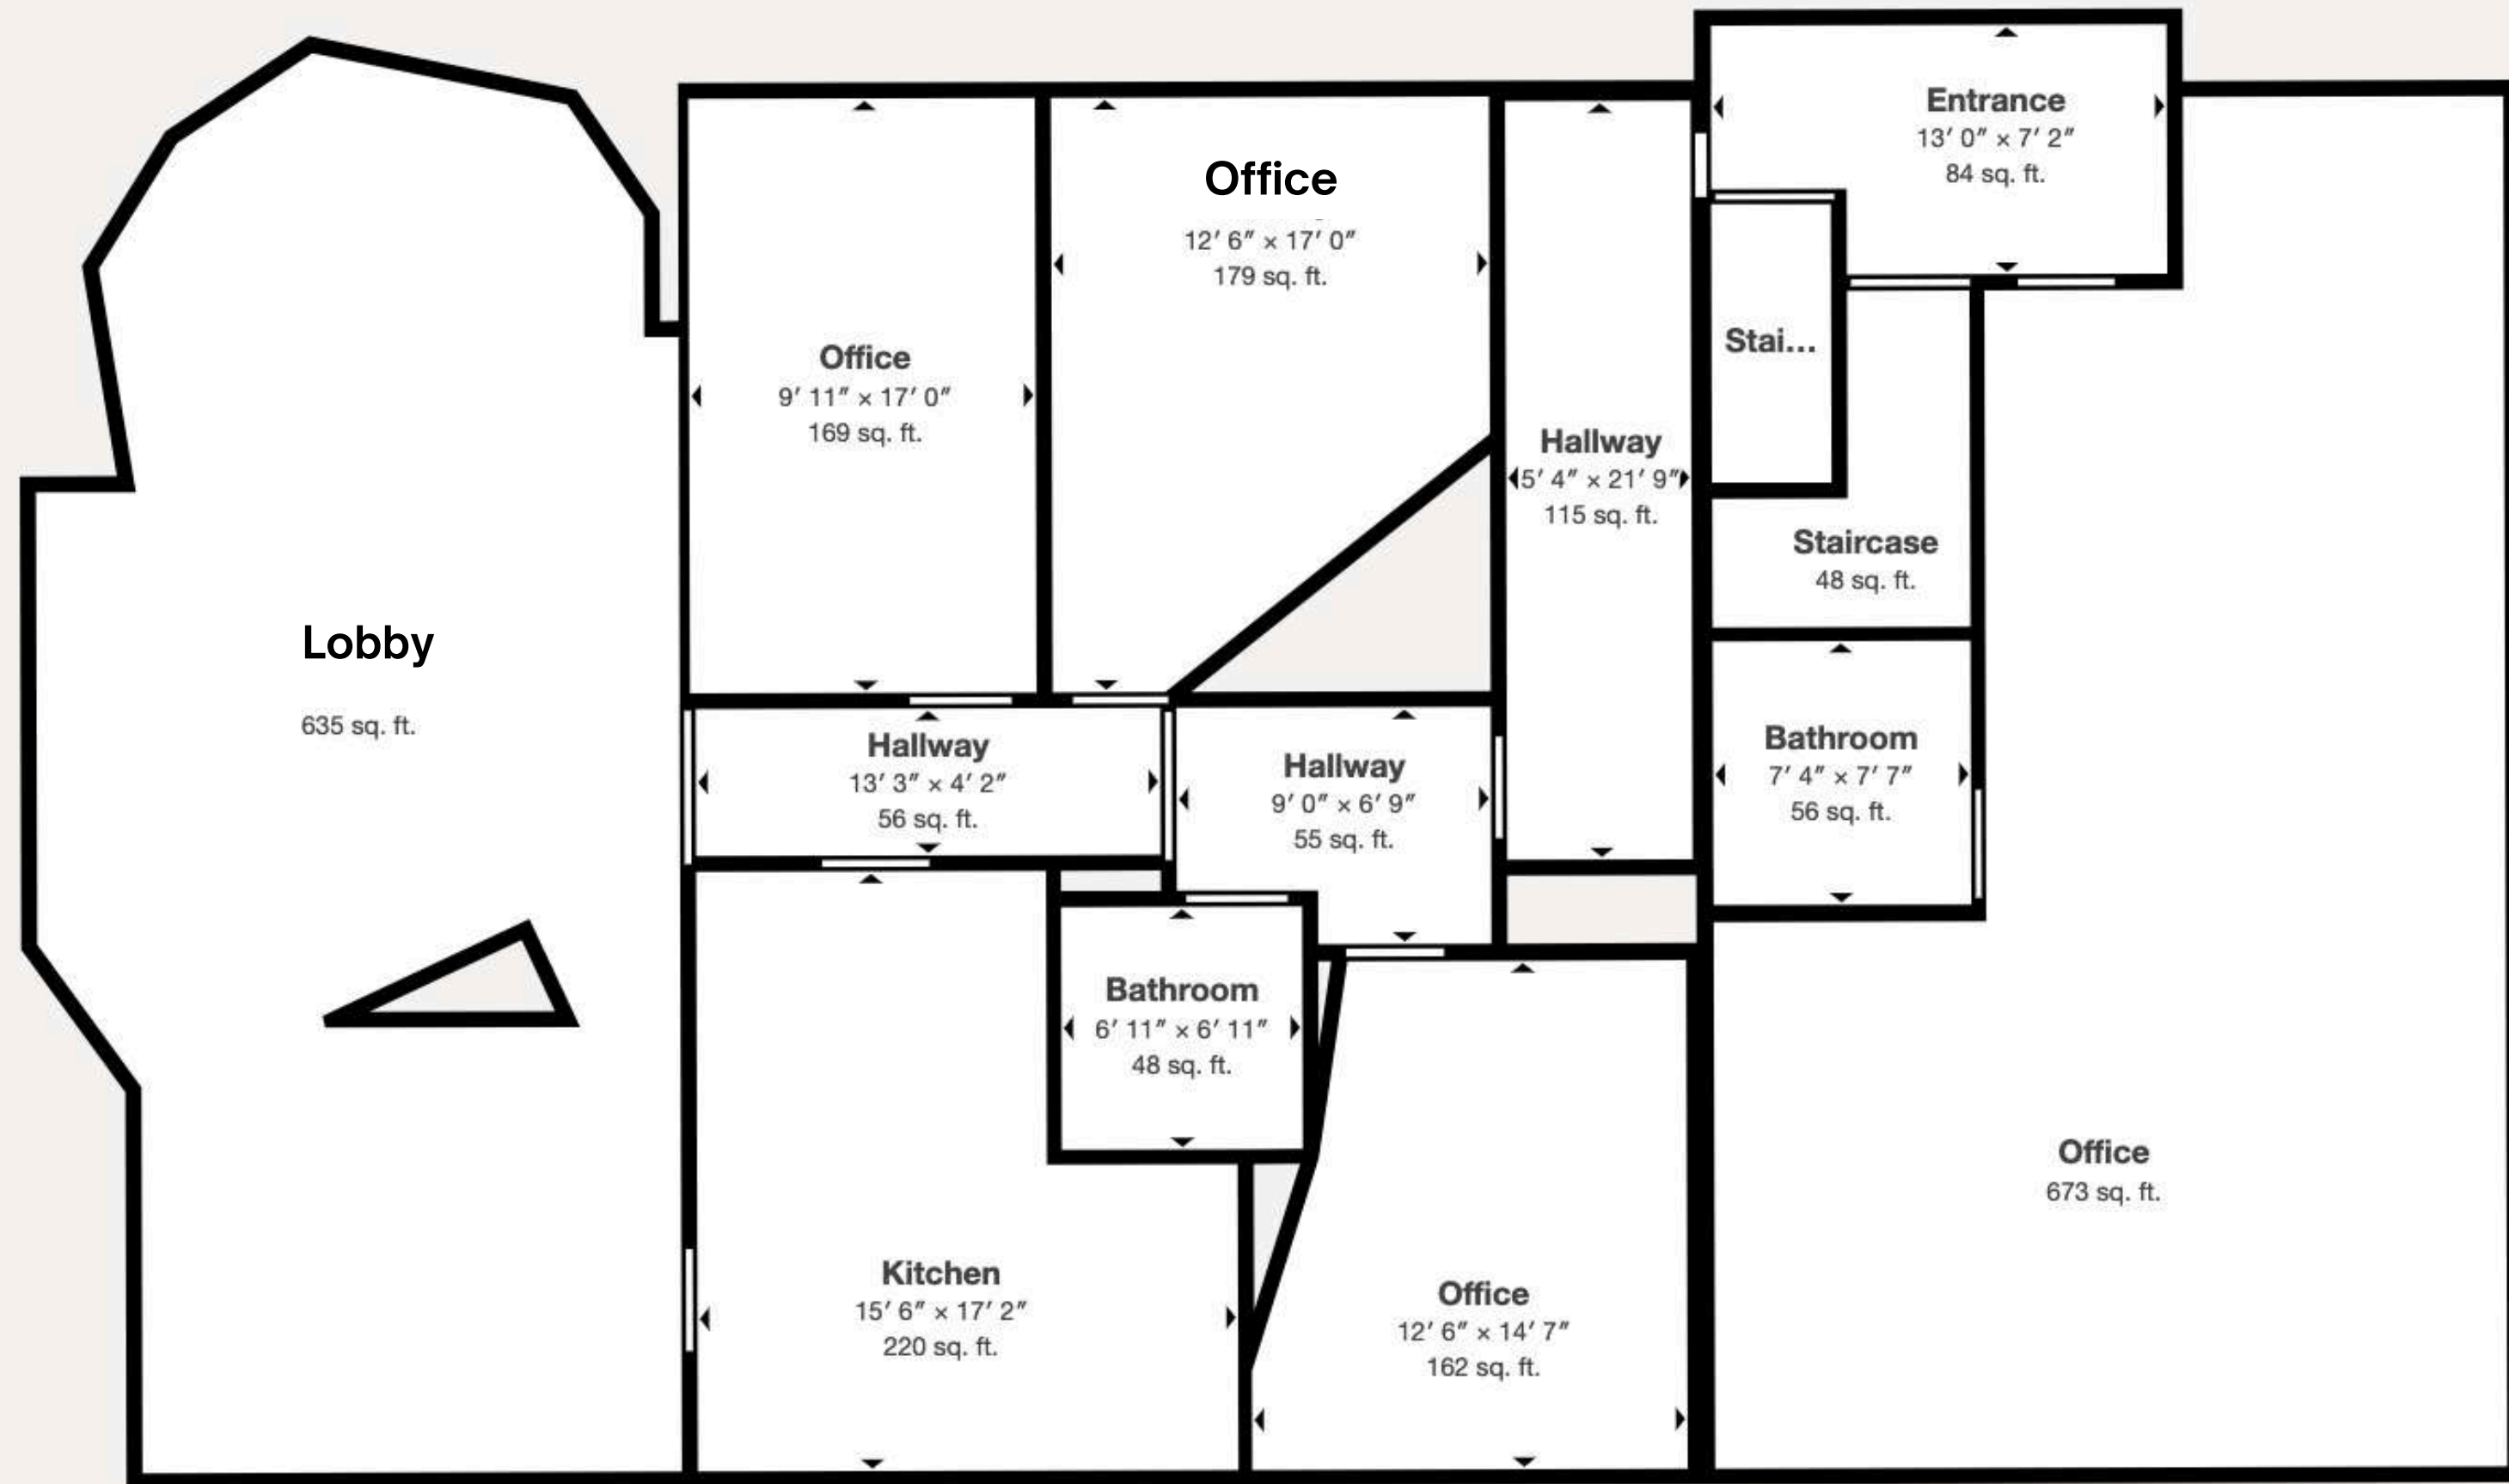 Entrance
13′ 0″ × 7′ 2″
84 sq. ft.
Office
12′ 6″ × 17′ 0″
179 sq. ft.
Office
9′ 11″ × 17′ 0″
169 sq. ft.
Stai...
Hallway
5′ 4″ × 21′ 9″
115 sq. ft.
Staircase
48 sq. ft.
Lobby
635 sq. ft.
Hallway
13′ 3″ × 4′ 2″
56 sq. ft.
Hallway
9′ 0″ × 6′ 9″
55 sq. ft.
Bathroom
7′ 4″ × 7′ 7″
56 sq. ft.
Bathroom
6′ 11″ × 6′ 11″
48 sq. ft.
Kitchen
15′ 6″ × 17′ 2″
220 sq. ft.
Office
12′ 6″ × 14′ 7″
162 sq. ft.
Office
673 sq. ft.